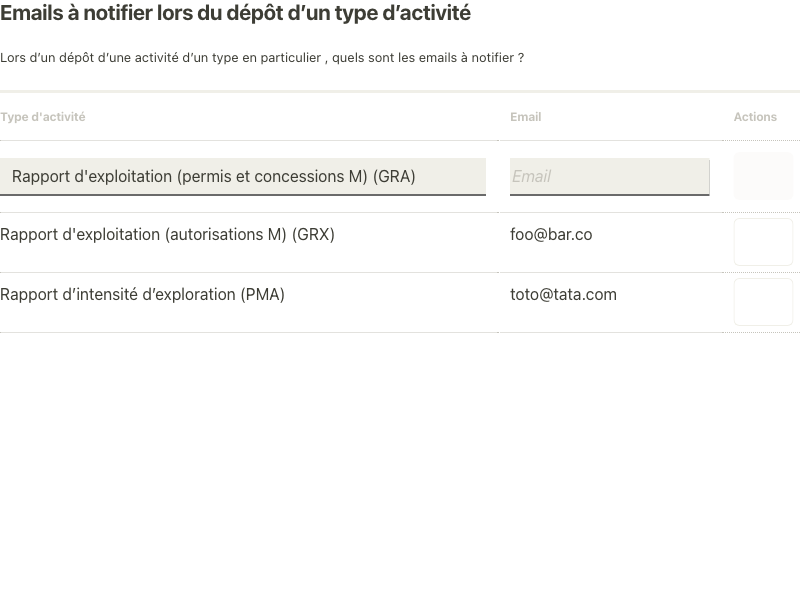 Emails à notifier lors du dépôt d’un type d’activité
Lors d’un dépôt d’une activité d’un type en particulier , quels sont les emails à notifier ?
Type d'activité Email Actions
Rapport d'exploitation (permis et concessions M) (GRA) Email
Rapport d'exploitation (autorisations M) (GRX) foo@bar.co
Rapport d’intensité d’exploration (PMA) toto@tata.com